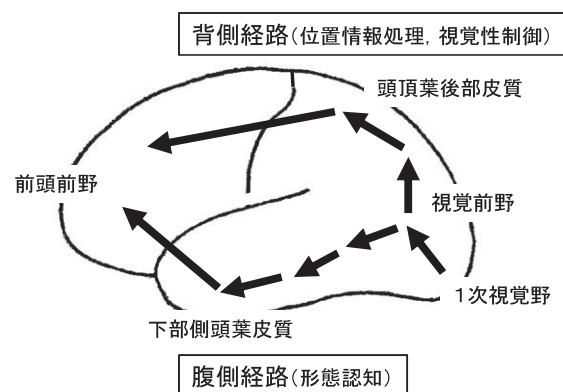 背側経路(位置情報処理, 視覚性制御)
頭頂葉後部皮質
前頭前野
視覚前野
1次視覚野
下部側頭葉皮質
腹側経路(形態認知)